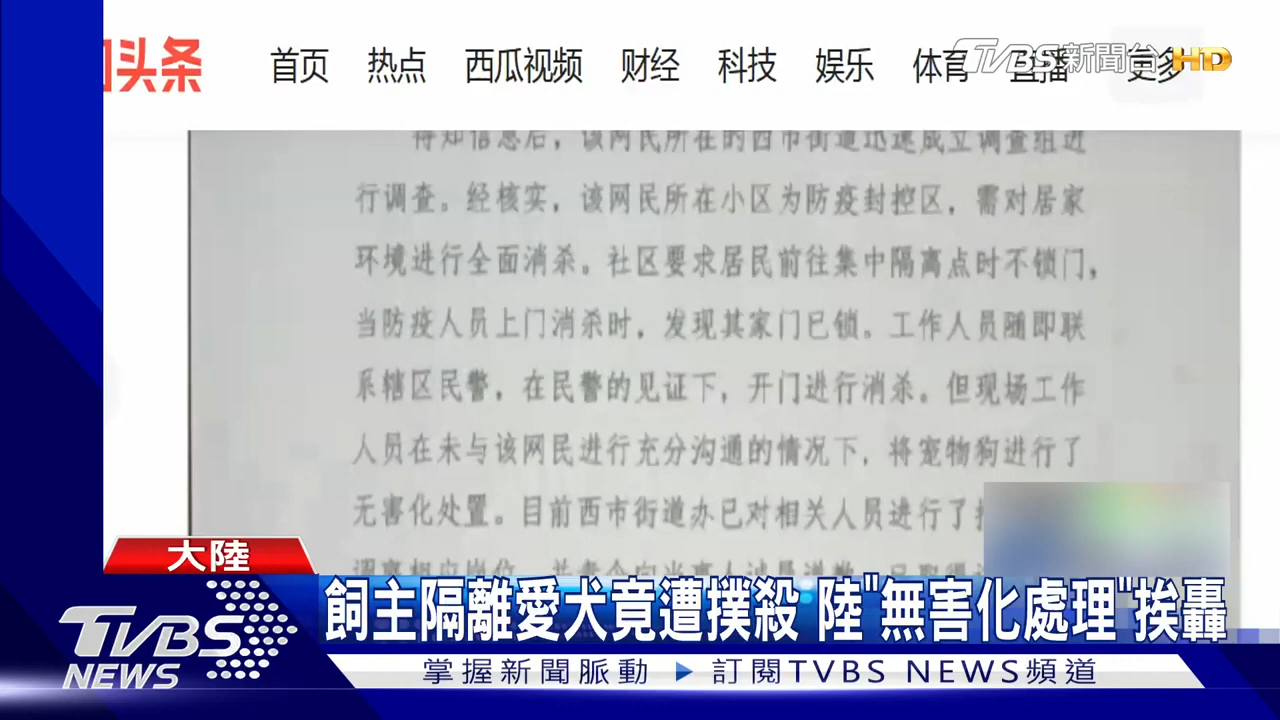 头条
首页 热点 西瓜视频 财经 科技 娱乐 体育 直播 更多
TVBS新聞台 HD
得知信息后，该网民所在的西市街道迅速成立调查组进
行调查。经核实，该网民所在小区为防疫封控区，需对居家
环境进行全面消杀。社区要求居民前往集中隔离点时不锁门，
当防疫人员上门消杀时，发现其家门已锁。工作人员随即联
系辖区民警，在民警的见证下，开门进行消杀。但现场工作
人员在未与该网民进行充分沟通的情况下，将宠物狗进行了
无害化处置。目前西市街道办已对相关人员进行了
大陸
飼主隔離愛犬竟遭撲殺 陸"無害化處理"挨轟
TVBS
NEWS
掌握新聞脈動 ▶ 訂閱TVBS NEWS頻道